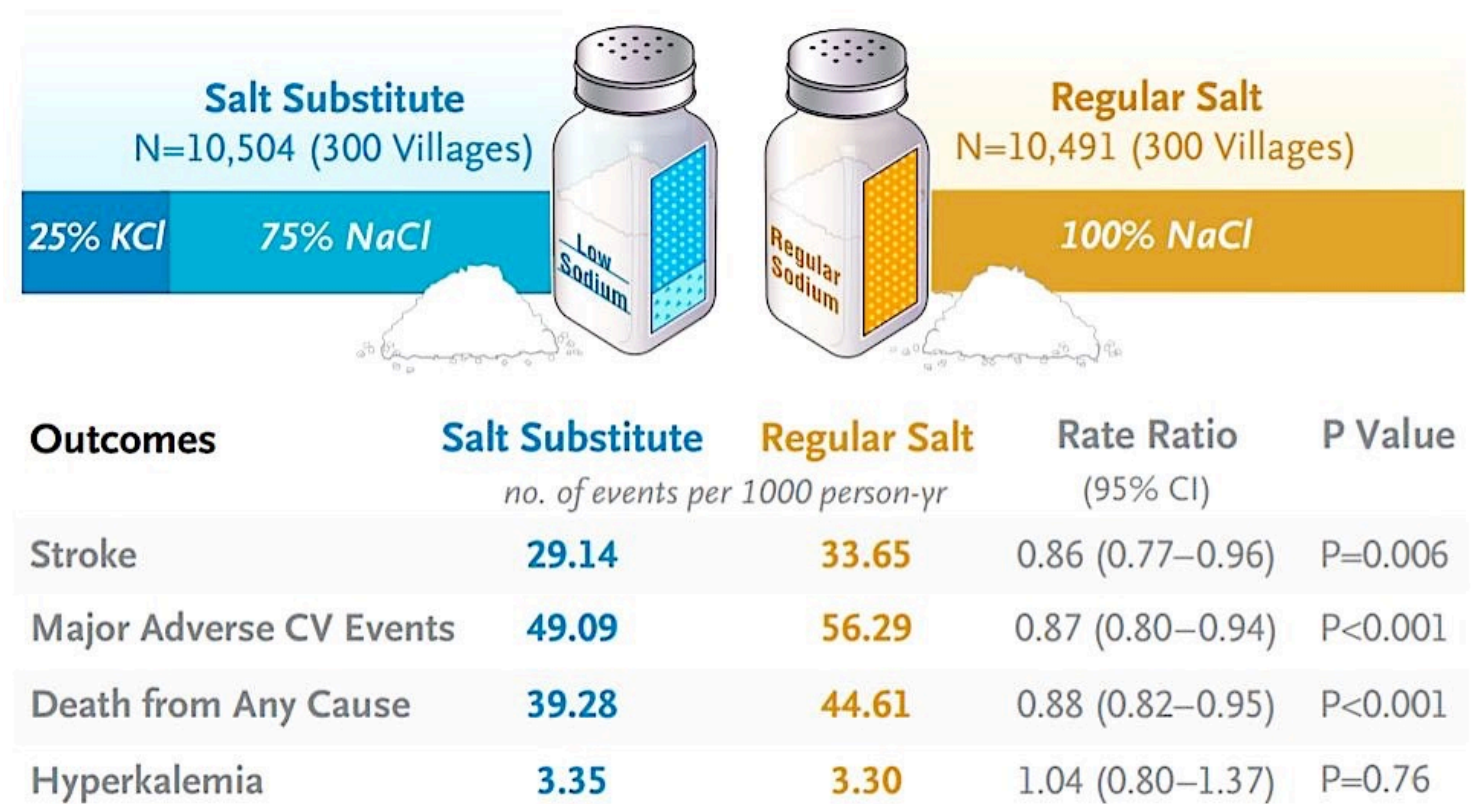 Salt Substitute
N=10,504 (300 Villages)
25% KCl 75% NaCl
Low
Sodium
Regular Salt
N=10,491 (300 Villages)
100% NaCl
Regular
Sodium
Outcomes Salt Substitute Regular Salt Rate Ratio P Value
no. of events per 1000 person-yr (95% CI)
Stroke 29.14 33.65 0.86 (0.77–0.96) P=0.006
Major Adverse CV Events 49.09 56.29 0.87 (0.80–0.94) P<0.001
Death from Any Cause 39.28 44.61 0.88 (0.82–0.95) P<0.001
Hyperkalemia 3.35 3.30 1.04 (0.80–1.37) P=0.76